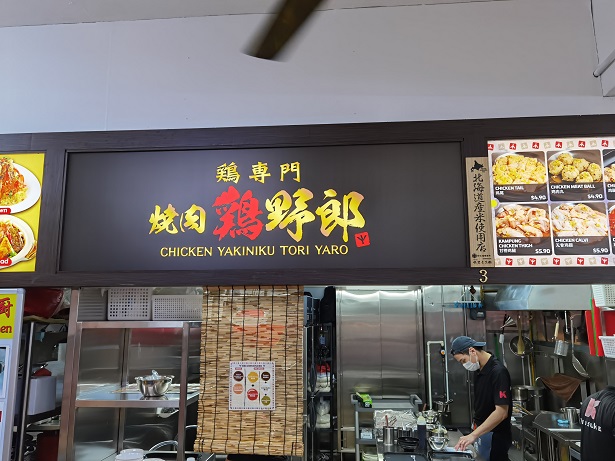 鶏専門
焼肉鶏野郎
CHICKEN YAKINIKU TORI YARO
北海道産米使用店
3
CHICKEN TAIL
$4.90
CHICKEN MEAT BALL
$4.90
KAMPUNG
CHICKEN THIGH
$5.90
CHICKEN CALVI
$5.90
厨
K